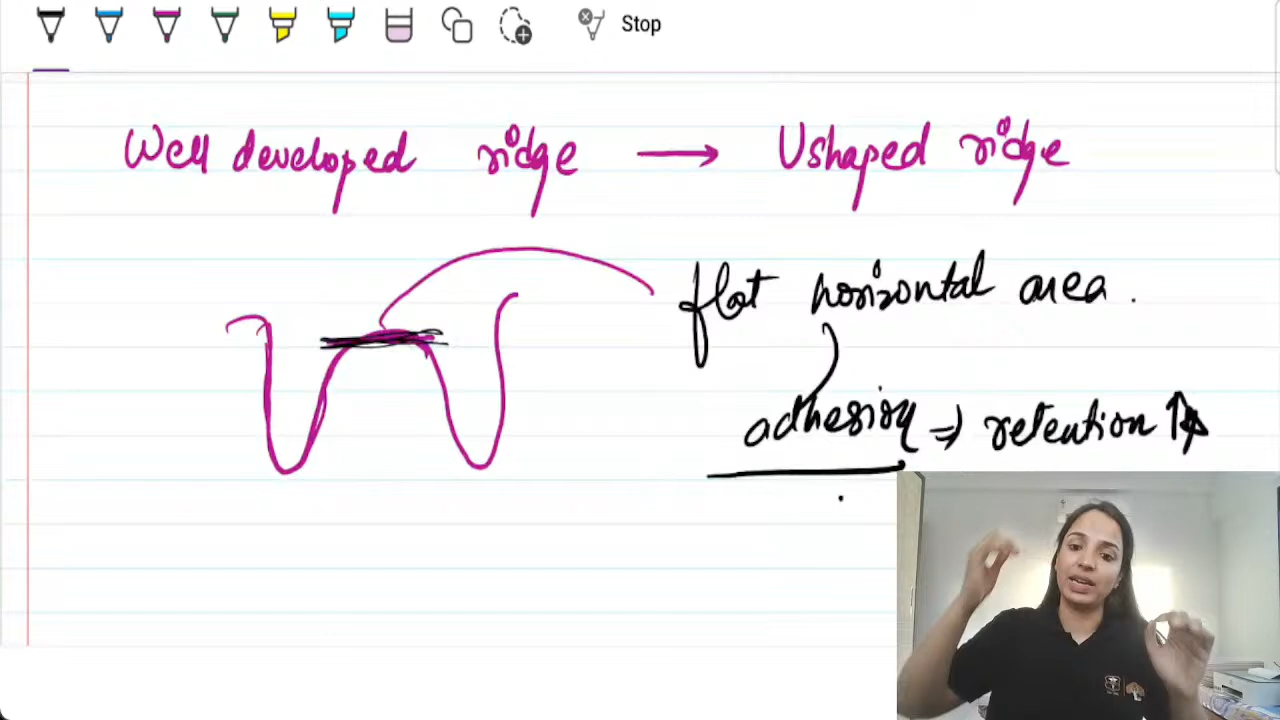 Stop
Well developed ridge → Ushaped ridge
flat horizontal area .
adhesion ⇒ retention ↑